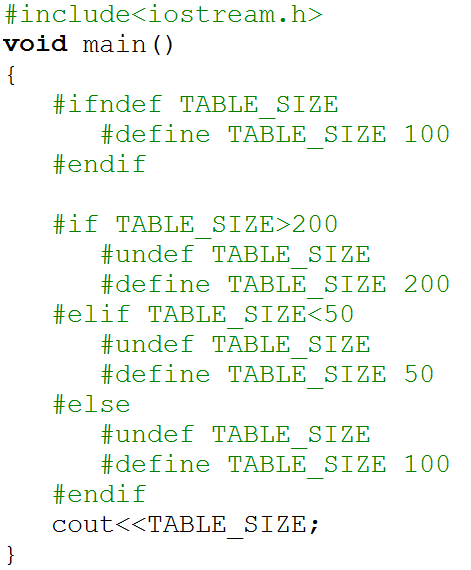 #include<iostream.h>
void main()
{
   #ifndef TABLE_SIZE
      #define TABLE_SIZE 100
   #endif

   #if TABLE_SIZE>200
      #undef TABLE_SIZE
      #define TABLE_SIZE 200
   #elif TABLE_SIZE<50
      #undef TABLE_SIZE
      #define TABLE_SIZE 50
   #else
      #undef TABLE_SIZE
      #define TABLE_SIZE 100
   #endif
   cout<<TABLE_SIZE;
}